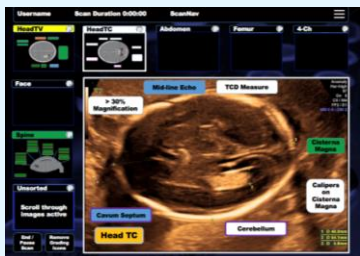 Username Scan Duration 0:00:00 ScanNav
HeadTV HeadTC Abdomen Femur 4-Ch
Face
Mid-line Echo TCD Measure
> 30%
Magnification
Spine
Cisterna
Magna
Unsorted
Scroll through
images active
Calipers
on
Cisterna
Magna
Cavum Septum
Cerebellum
Head TC
End /
Pause
Scan
Remove
Grading
Icons